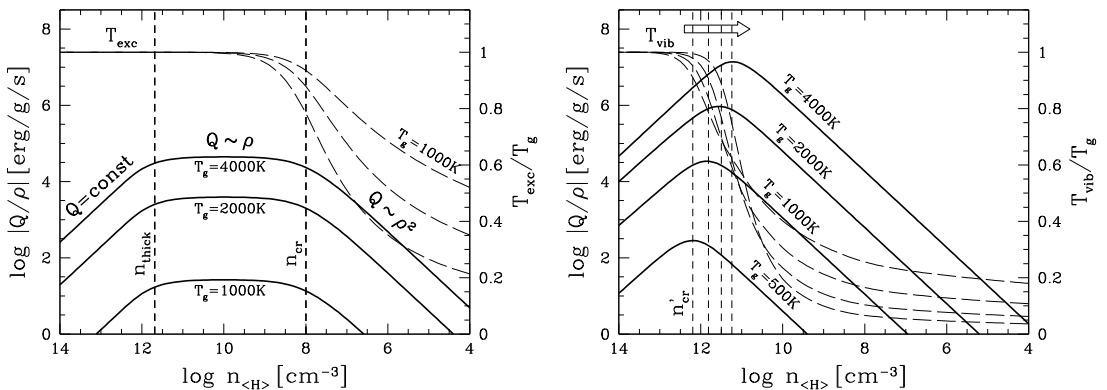 log |Q/ρ| [erg/g/s]
8
6
4
2
0
T_exc
Q=const
Q~ρ
T_g=4000K
T_g=2000K
T_g=1000K
Q~ρ²
T_g=1000K
n_thick
n_cr
1
0.8
0.6
0.4
0.2
0
T_exc/T_g
14 12 10 8 6 4
log n_<H> [cm⁻³]
log |Q/ρ| [erg/g/s]
8
6
4
2
0
T_vib
T_g=4000K
T_g=2000K
T_g=1000K
T_g=500K
n'_cr
1
0.8
0.6
0.4
0.2
0
T_vib/T_g
14 12 10 8 6 4
log n_<H> [cm⁻³]